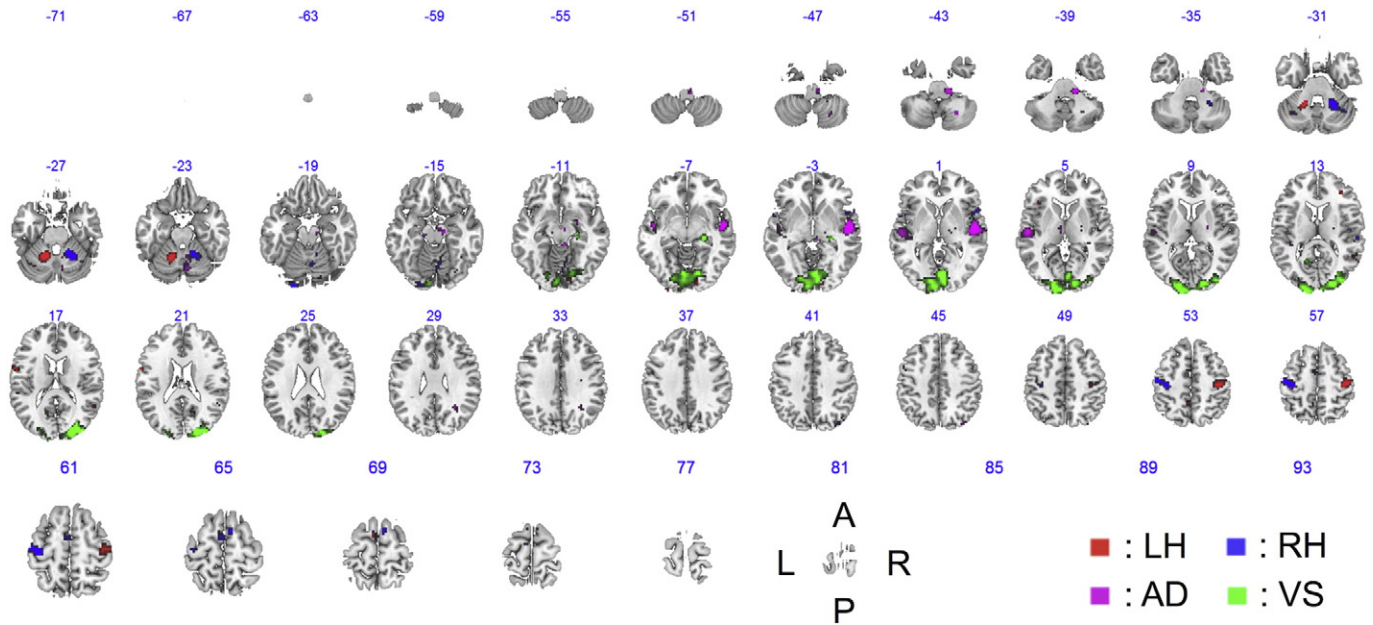 -71 -67 -63 -59 -55 -51 -47 -43 -39 -35 -31
-27 -23 -19 -15 -11 -7 -3 1 5 9 13
17 21 25 29 33 37 41 45 49 53 57
61 65 69 73 77 81 85 89 93
A
L R
P
: LH : RH
: AD : VS